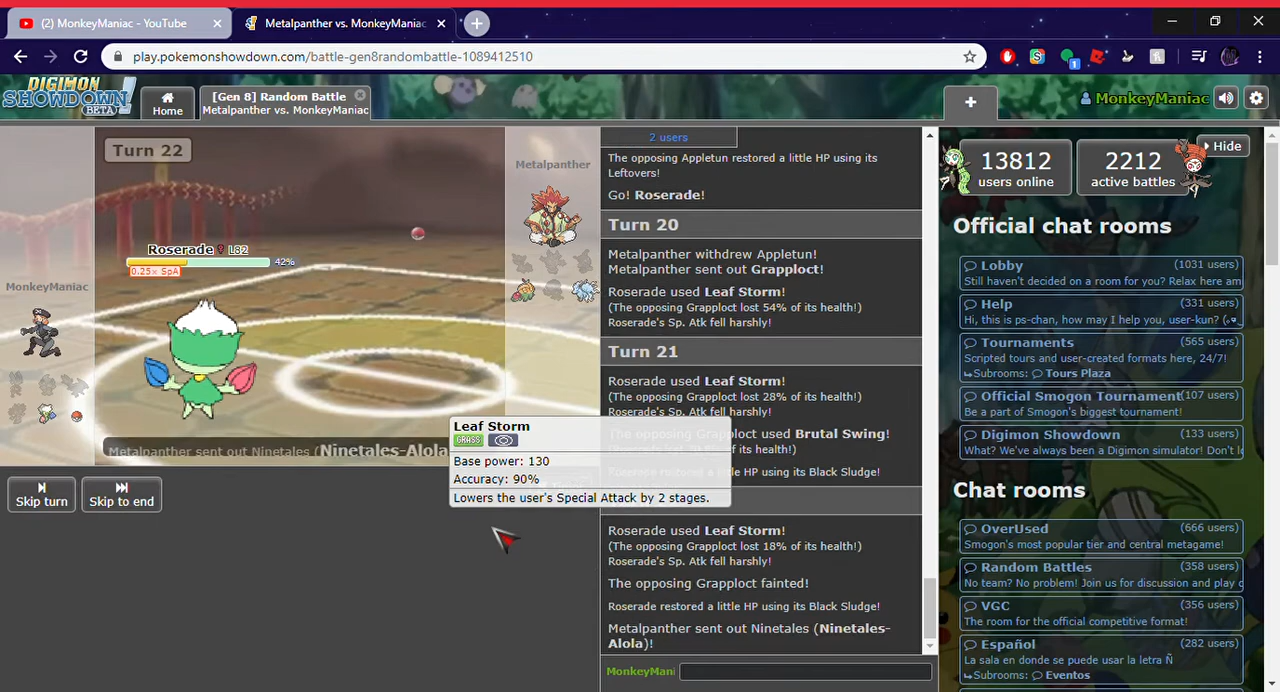 (2) MonkeyManiac - YouTube
Metalpanther vs. MonkeyManiac
play.pokemonshowdown.com/battle-gen8randombattle-1089412510
DIGIMON
SHOWDOWN!
BETA
Home
[Gen 8] Random Battle
Metalpanther vs. MonkeyManiac
MonkeyManiac
Turn 22
Metalpanther
Roserade L82
42%
0.25× SpA
MonkeyManiac
Metalpanther sent out Ninetales (Ninetales-Alola
Skip turn
Skip to end
Leaf Storm
GRASS
Base power: 130
Accuracy: 90%
Lowers the user's Special Attack by 2 stages.
2 users
The opposing Appletun restored a little HP using its
Leftovers!
Go! Roserade!
Turn 20
Metalpanther withdrew Appletun!
Metalpanther sent out Grapploct!
Roserade used Leaf Storm!
(The opposing Grapploct lost 54% of its health!)
Roserade's Sp. Atk fell harshly!
Turn 21
Roserade used Leaf Storm!
(The opposing Grapploct lost 28% of its health!)
Roserade's Sp. Atk fell harshly!
The opposing Grapploct used Brutal Swing!
of its health!)
HP using its Black Sludge!
Roserade used Leaf Storm!
(The opposing Grapploct lost 18% of its health!)
Roserade's Sp. Atk fell harshly!
The opposing Grapploct fainted!
Roserade restored a little HP using its Black Sludge!
Metalpanther sent out Ninetales (Ninetales-
Alola)!
MonkeyMani
13812
users online
2212
active battles
Hide
Official chat rooms
Lobby (1031 users)
Still haven't decided on a room for you? Relax here am
Help (331 users)
Hi, this is ps-chan, how may I help you, user-kun? (｡•
Tournaments (565 users)
Scripted tours and user-created formats here, 24/7!
↳Subrooms: Tours Plaza
Official Smogon Tournament (107 users)
Be a part of Smogon's biggest tournament!
Digimon Showdown (133 users)
What? We've always been a Digimon simulator! Don't l
Chat rooms
OverUsed (666 users)
Smogon's most popular tier and central metagame!
Random Battles (358 users)
No team? No problem! Join us for discussion and play o
VGC (356 users)
The room for the official competitive format!
Español (282 users)
La sala en donde se puede usar la letra Ñ
↳Subrooms: Eventos